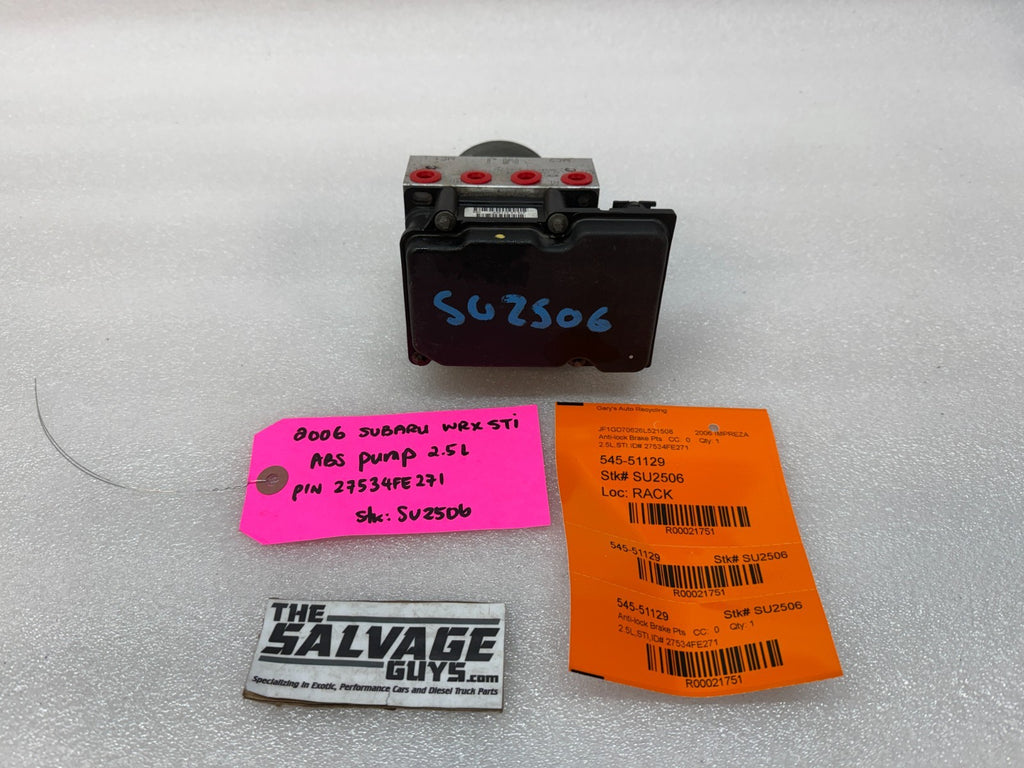 SU2506
2006 SUBARU WRX STi
ABS pump 2.5L
P/N 27534FE271
Stk: SU2506
THE
SALVAGE
GUYS.com
Specializing In Exotic, Performance Cars and Diesel Truck Parts
Gary's Auto Recycling
JF1GD70626L521508 2006 IMPREZA
Anti-lock Brake Pts CC: 0 Qty: 1
2.5L,STI,ID# 27534FE271
545-51129
Stk# SU2506
Loc: RACK
R00021751
545-51129 Stk# SU2506
R00021751
545-51129 Stk# SU2506
Anti-lock Brake Pts CC: 0 Qty: 1
2.5L,STI,ID# 27534FE271
R00021751